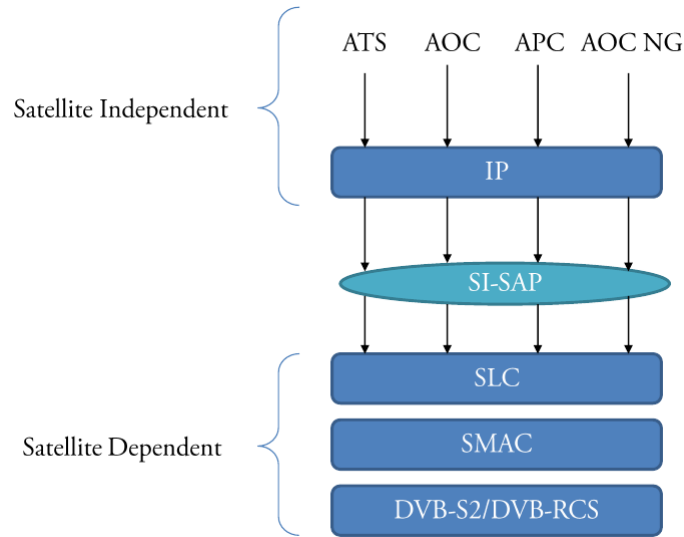 ATS AOC APC AOC NG
Satellite Independent
IP
SI-SAP
SLC
Satellite Dependent
SMAC
DVB-S2/DVB-RCS